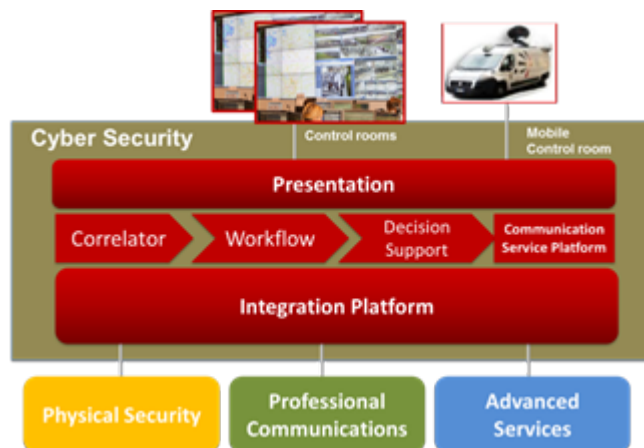 Control rooms
Mobile
Control room
Cyber Security
Presentation
Correlator
Workflow
Decision
Support
Communication
Service Platform
Integration Platform
Physical Security
Professional
Communications
Advanced
Services